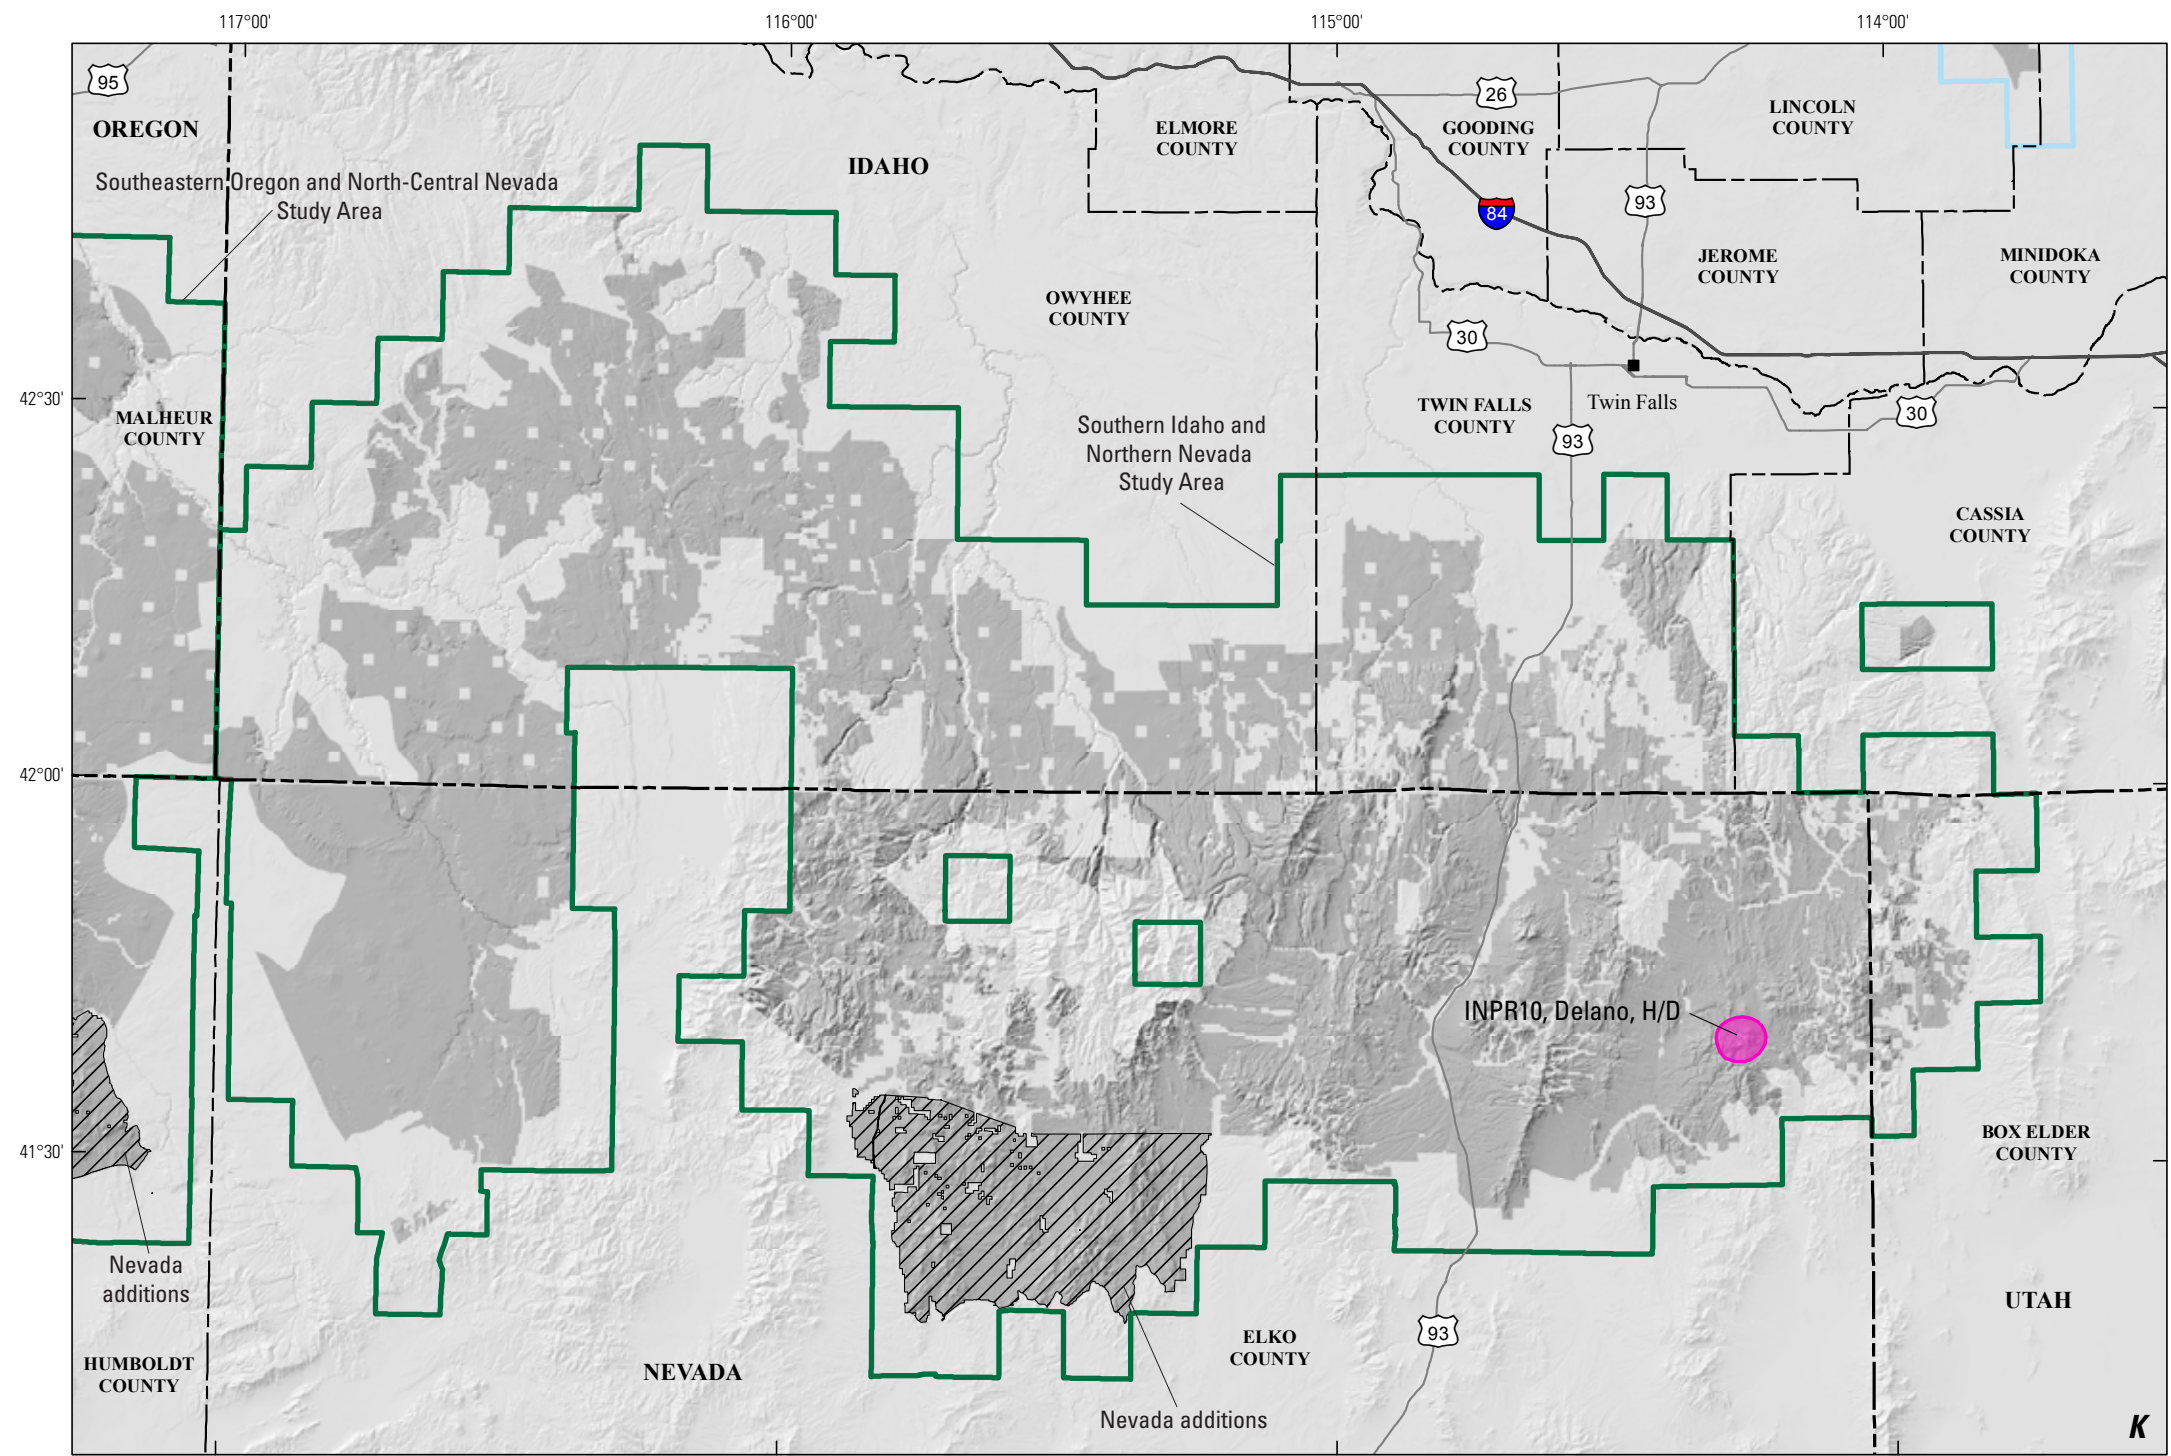 117°00'
116°00'
115°00'
114°00'
95
26
OREGON
ELMORE
COUNTY
GOODING
COUNTY
LINCOLN
COUNTY
IDAHO
Southeastern Oregon and North-Central Nevada
Study Area
93
84
JEROME
COUNTY
MINIDOKA
COUNTY
OWYHEE
COUNTY
30
42°30'
MALHEUR
COUNTY
Southern Idaho and
Northern Nevada
Study Area
TWIN FALLS
COUNTY
Twin Falls
30
93
CASSIA
COUNTY
42°00'
INPR10, Delano, H/D
41°30'
BOX ELDER
COUNTY
Nevada
additions
UTAH
HUMBOLDT
COUNTY
NEVADA
ELKO
COUNTY
93
Nevada additions
K